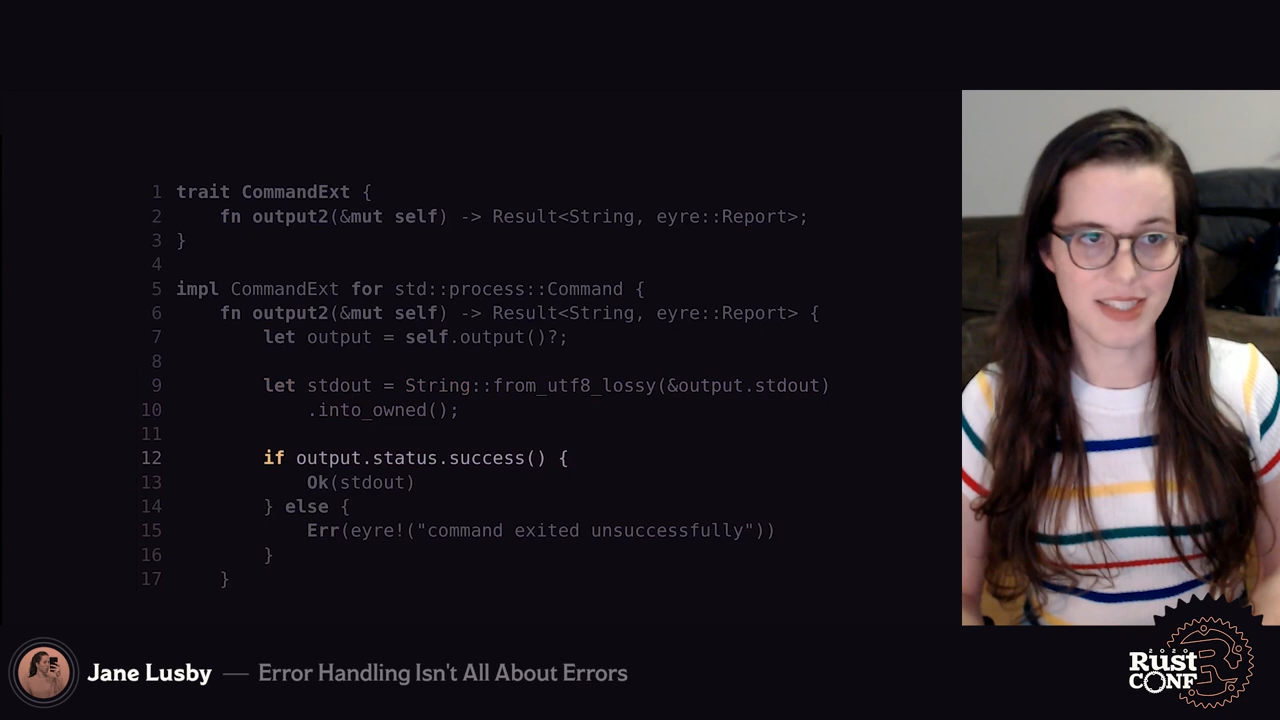 1 trait CommandExt {
2 fn output2(&mut self) -> Result<String, eyre::Report>;
3 }
4
5 impl CommandExt for std::process::Command {
6 fn output2(&mut self) -> Result<String, eyre::Report> {
7 let output = self.output()?;
8
9 let stdout = String::from_utf8_lossy(&output.stdout)
10 .into_owned();
11
12 if output.status.success() {
13 Ok(stdout)
14 } else {
15 Err(eyre!("command exited unsuccessfully"))
16 }
17 }
Jane Lusby — Error Handling Isn't All About Errors
2020
Rust
CONF
R